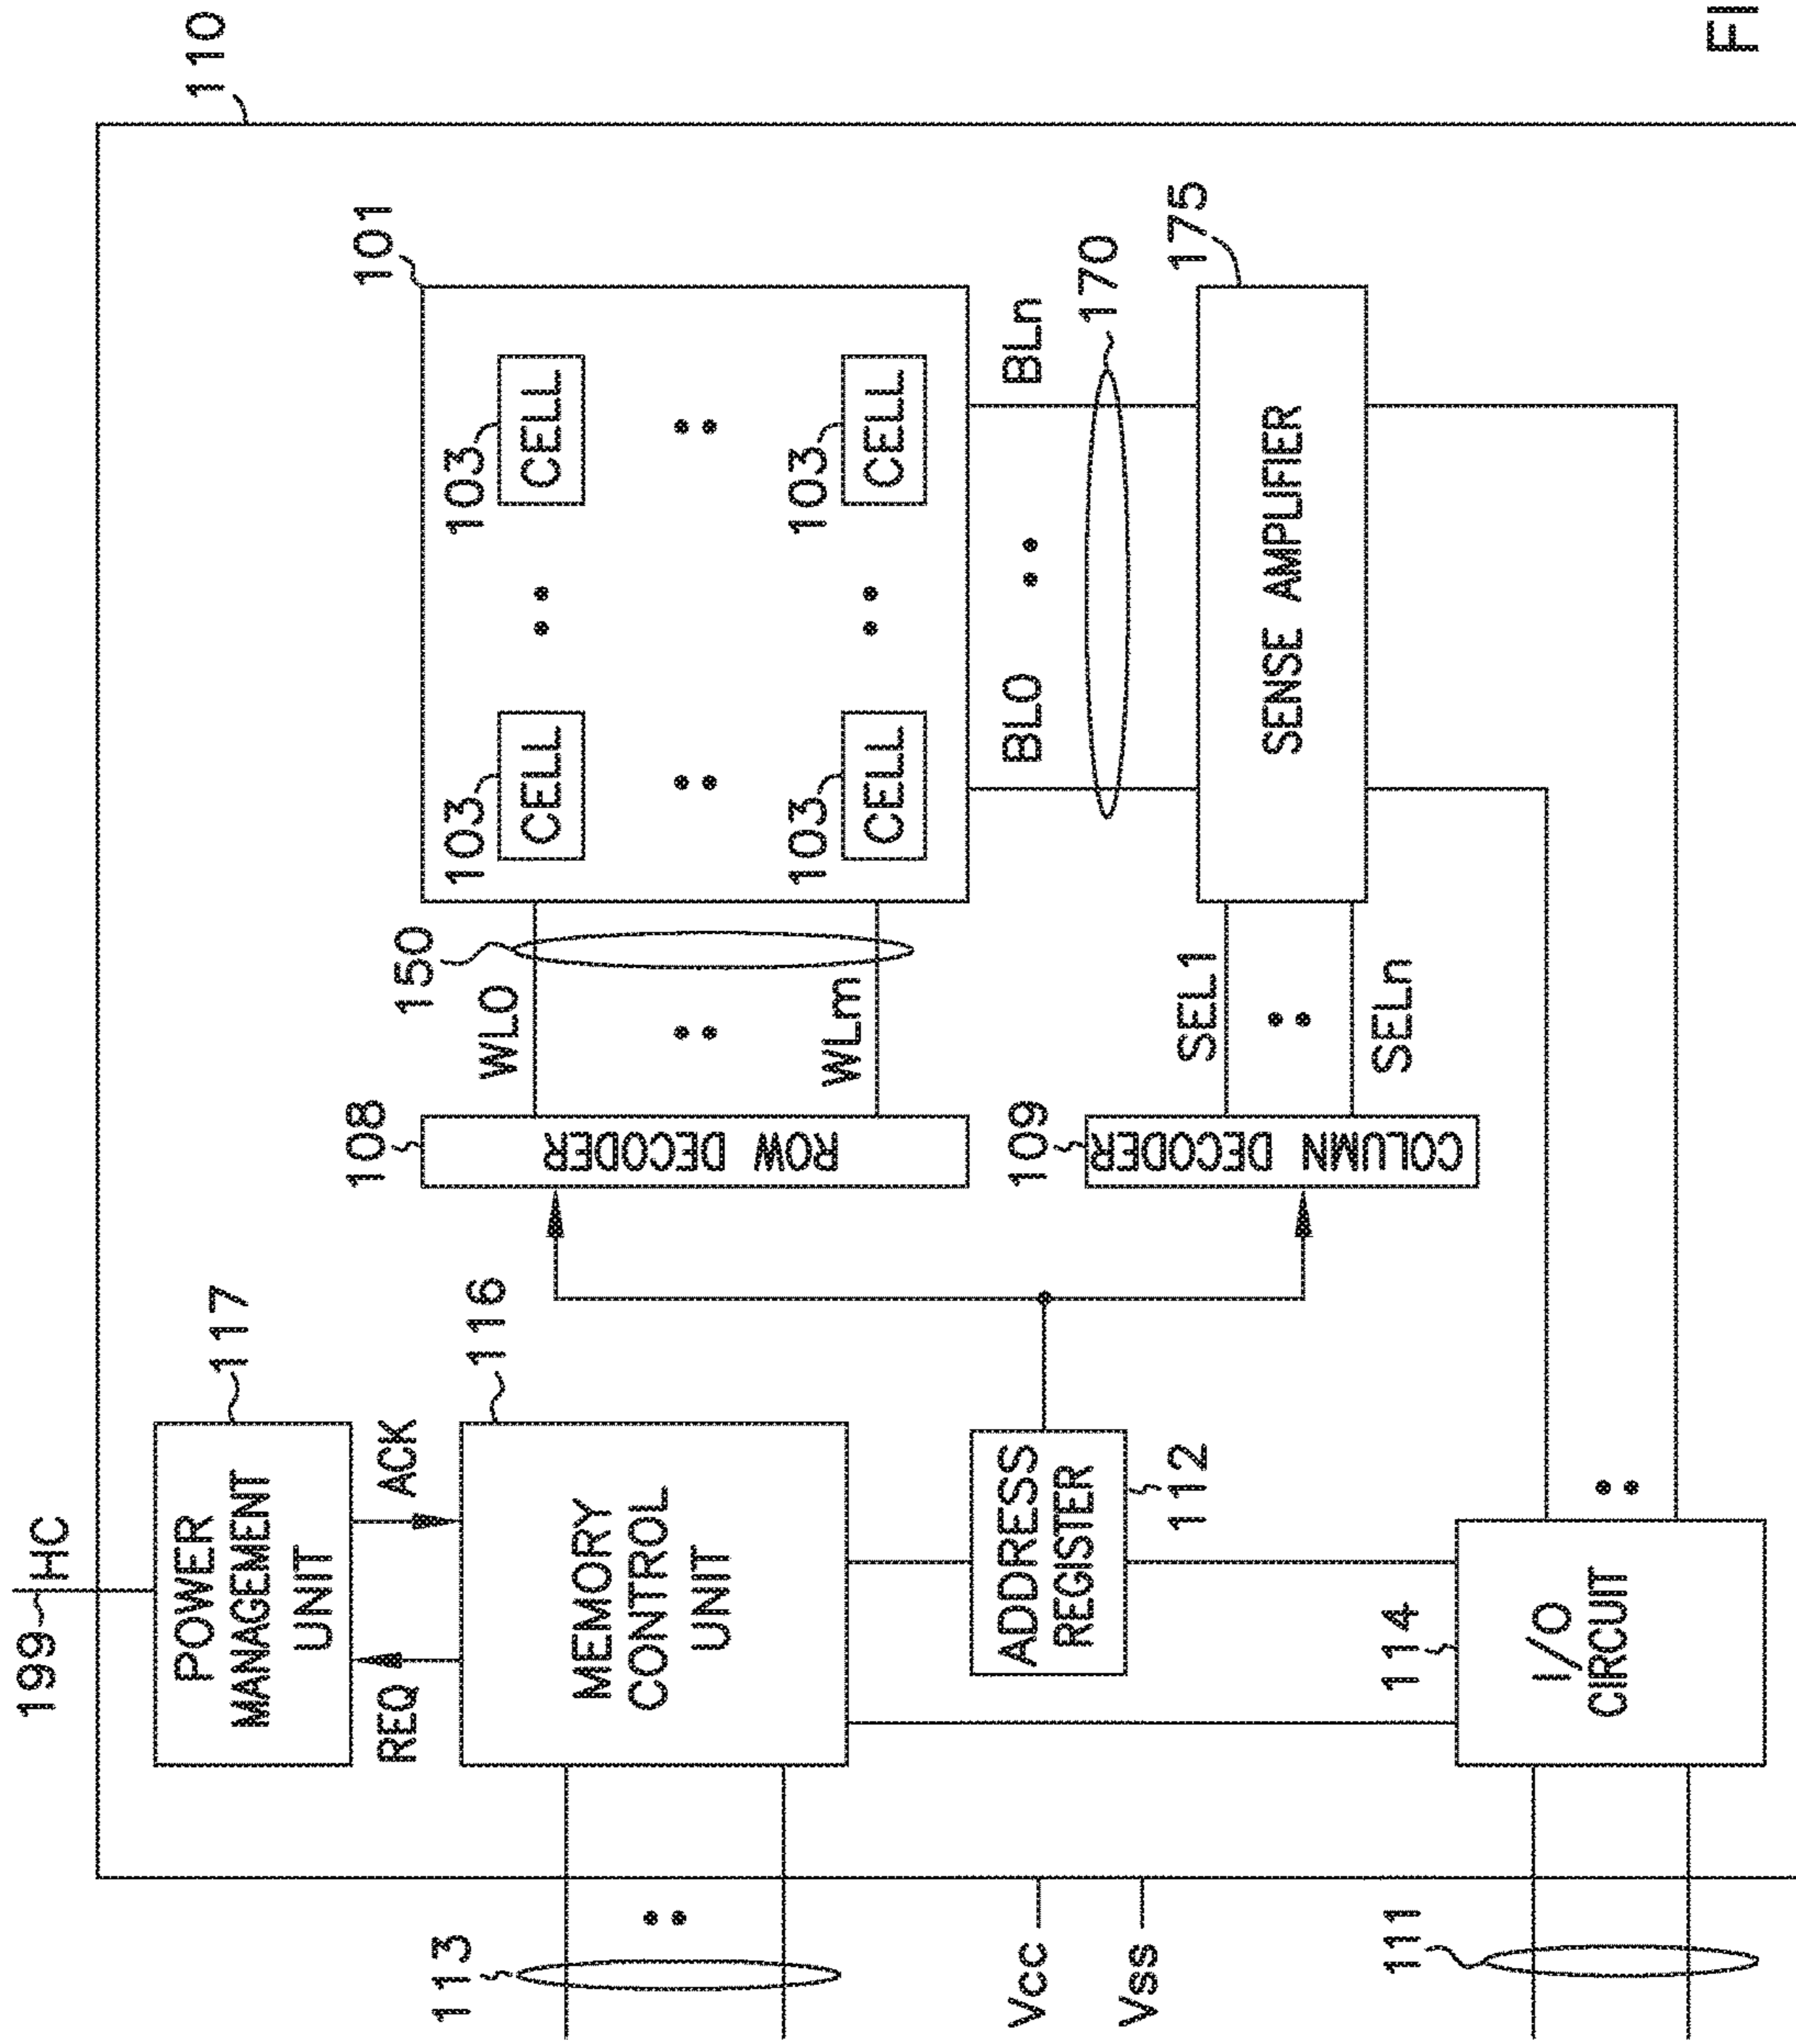 110
199
HC
POWER
MANAGEMENT
UNIT
117
REQ
ACK
MEMORY
CONTROL
UNIT
116
113
101
103
CELL
103
CELL
103
CELL
103
CELL
150
WL0
WLm
108
ROW DECODER
BL0
BLn
170
109
COLUMN DECODER
SEL1
SELn
SENSE AMPLIFIER
175
ADDRESS
REGISTER
112
Vcc
Vss
114
I/O
CIRCUIT
111
FI